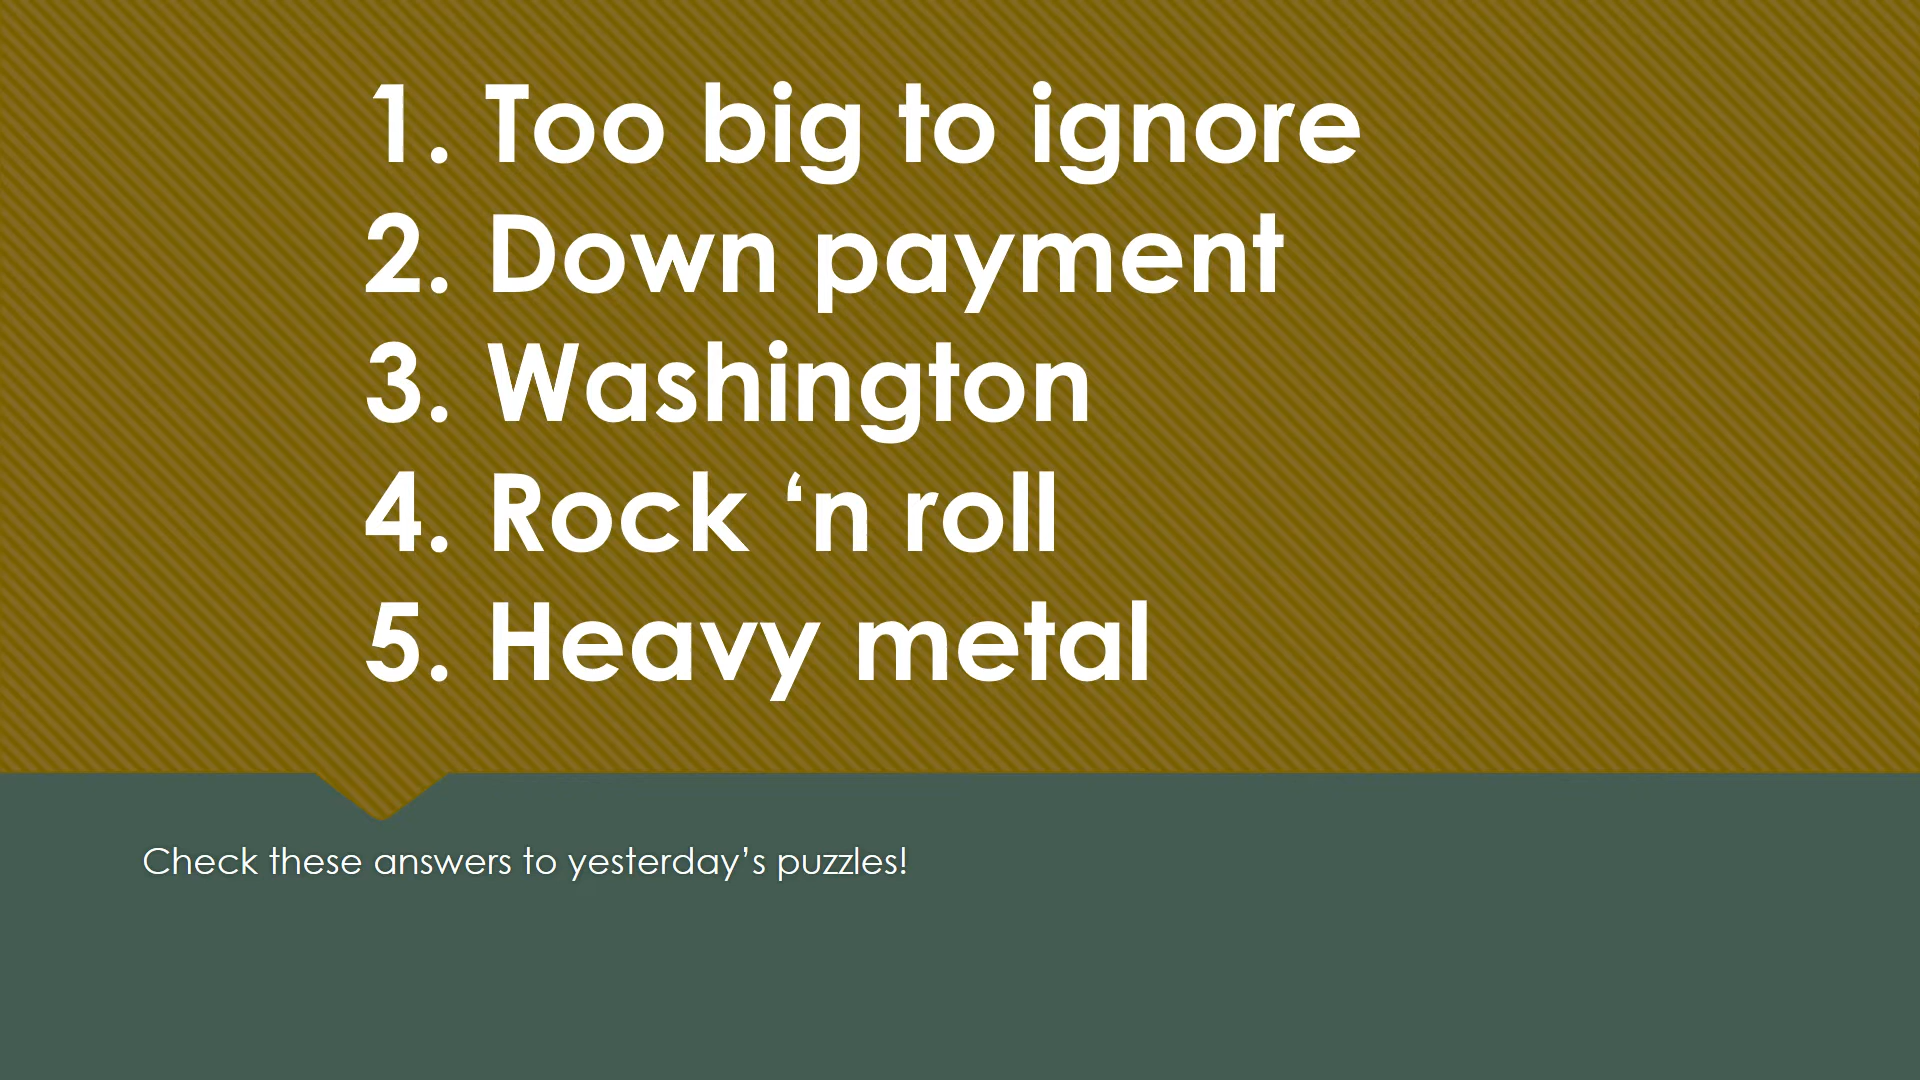 1. Too big to ignore
2. Down payment
3. Washington
4. Rock ‘n roll
5. Heavy metal
Check these answers to yesterday’s puzzles!